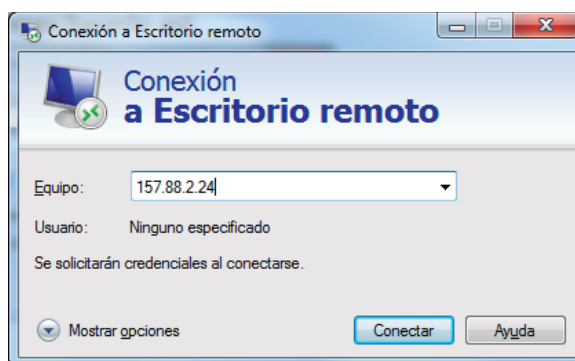 Conexión a Escritorio remoto
Conexión
a Escritorio remoto
Equipo: 157.88.2.24
Usuario: Ninguno especificado
Se solicitarán credenciales al conectarse.
Mostrar opciones Conectar Ayuda